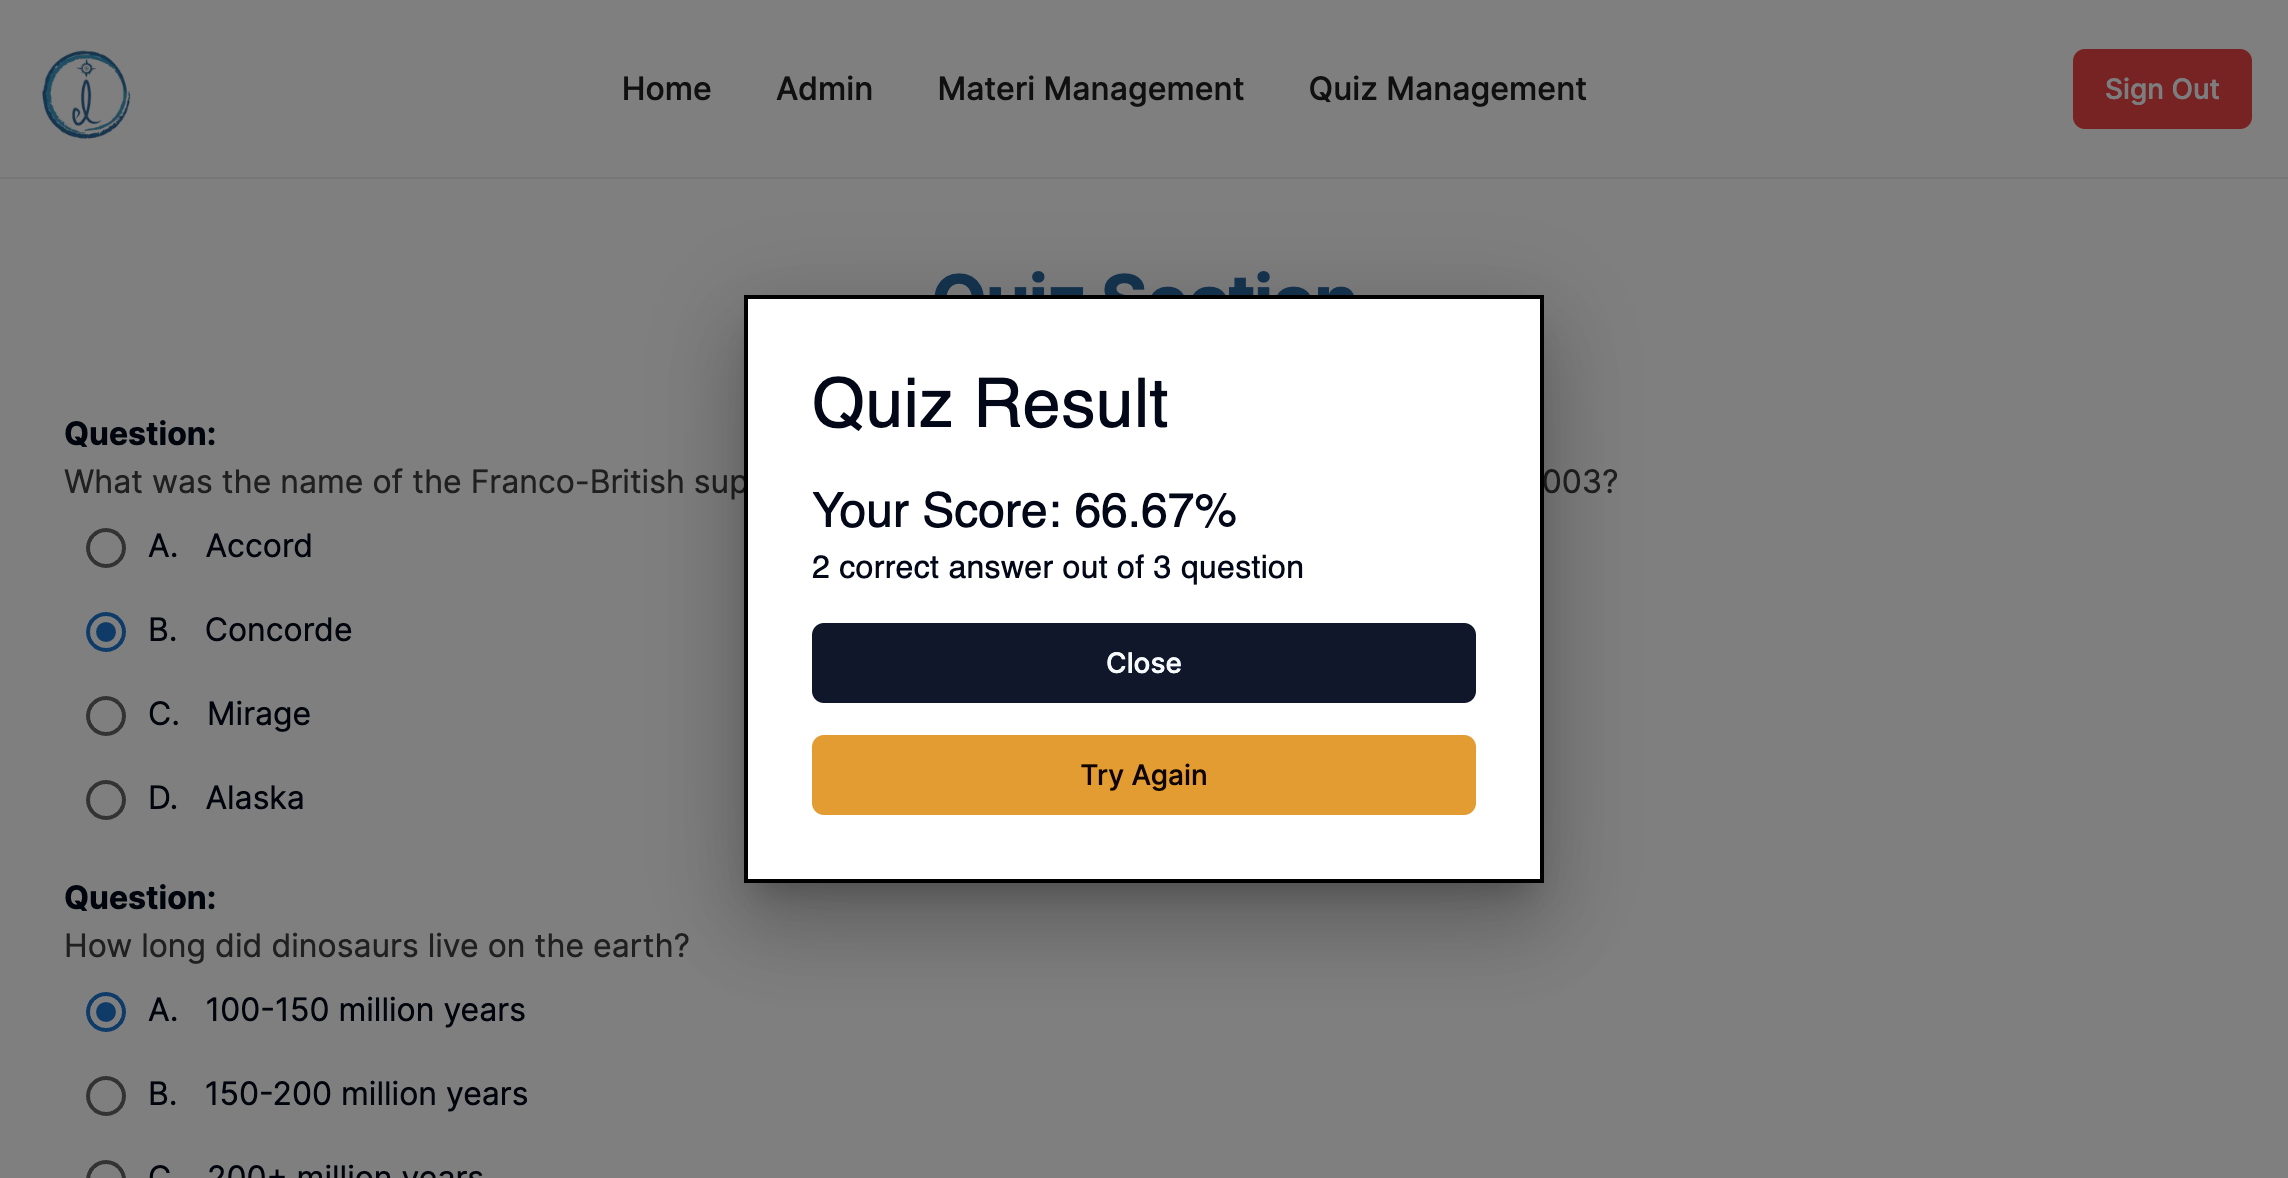 Home Admin Materi Management Quiz Management Sign Out
Quiz Section
Question:
What was the name of the Franco-British 003?
A. Accord
B. Concorde
C. Mirage
D. Alaska
Question:
How long did dinosaurs live on the earth?
A. 100-150 million years
B. 150-200 million years
C. 200+ million years
Quiz Result
Your Score: 66.67%
2 correct answer out of 3 question
Close
Try Again